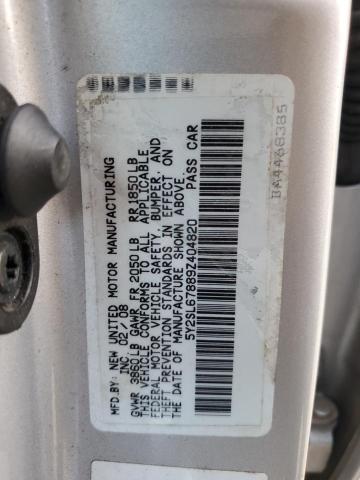 MFD.BY: NEW UNITED MOTOR MANUFACTURING
INC. 02/08
GVWR 3860LB GAWR FR 2050LB RR 1850LB
THIS VEHICLE CONFORMS TO ALL APPLICABLE
FEDERAL MOTOR VEHICLE SAFETY, BUMPER, AND
THEFT PREVENTION STANDARDS IN EFFECT ON
THE DATE OF MANUFACTURE SHOWN ABOVE.
5Y2SL67889Z404820 PASS CAR
BA4468385